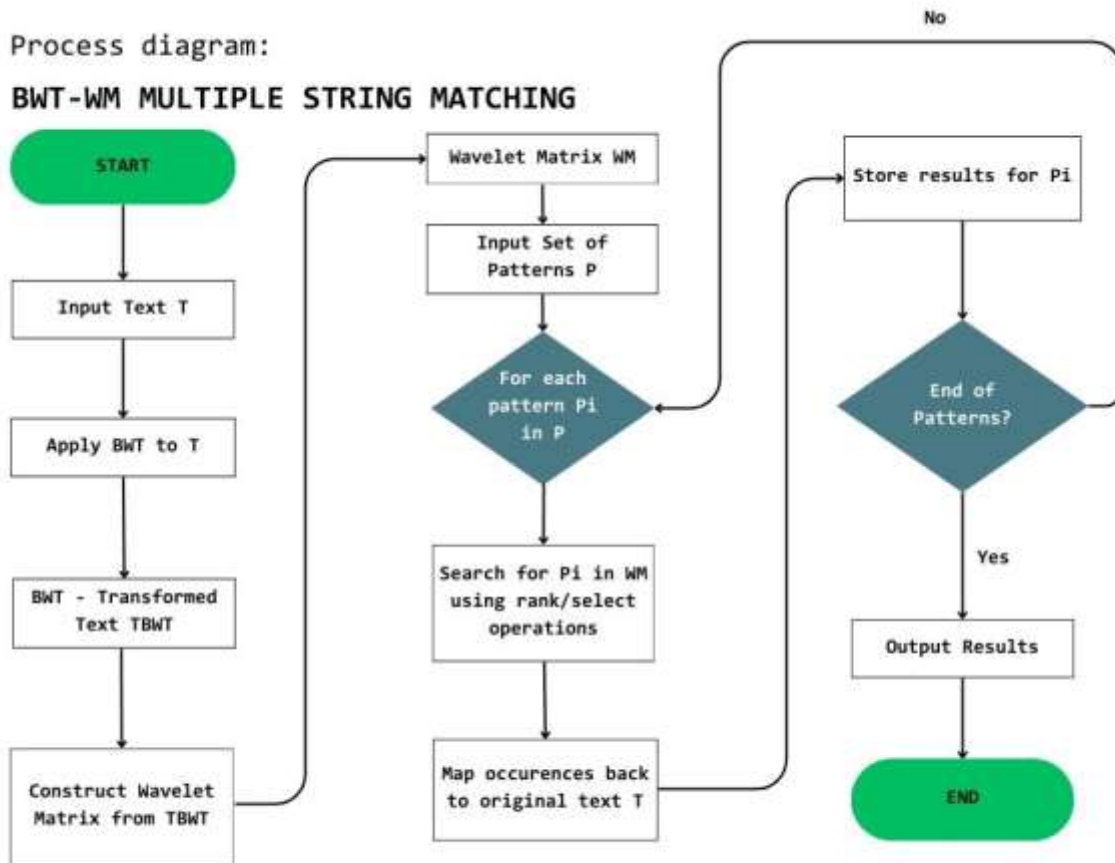 Process diagram:
BWT-WM MULTIPLE STRING MATCHING
START
Input Text T
Apply BWT to T
BWT - Transformed
Text TBWT
Construct Wavelet
Matrix from TBWT
Wavelet Matrix WM
Input Set of
Patterns P
For each
pattern Pi
in P
Search for Pi in WM
using rank/select
operations
Map occurences back
to original text T
Store results for Pi
End of
Patterns?
No
Yes
Output Results
END